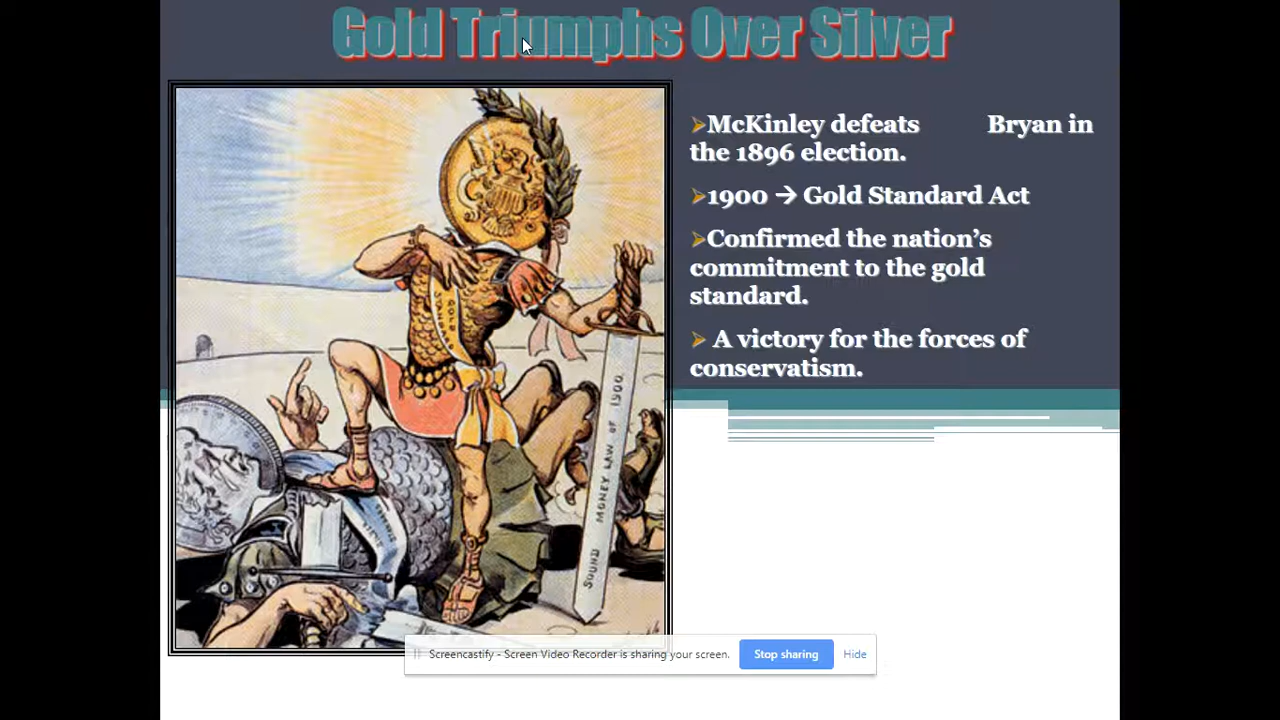 Gold Triumphs Over Silver
➢McKinley defeats Bryan in
the 1896 election.
➢1900 → Gold Standard Act
➢Confirmed the nation's
commitment to the gold
standard.
➢ A victory for the forces of
conservatism.
SOUND MONEY LAW OF 1900
Screencastify - Screen Video Recorder is sharing your screen.
Stop sharing
Hide